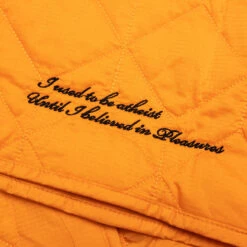 I used to be atheist
Until I believed in Pleasures